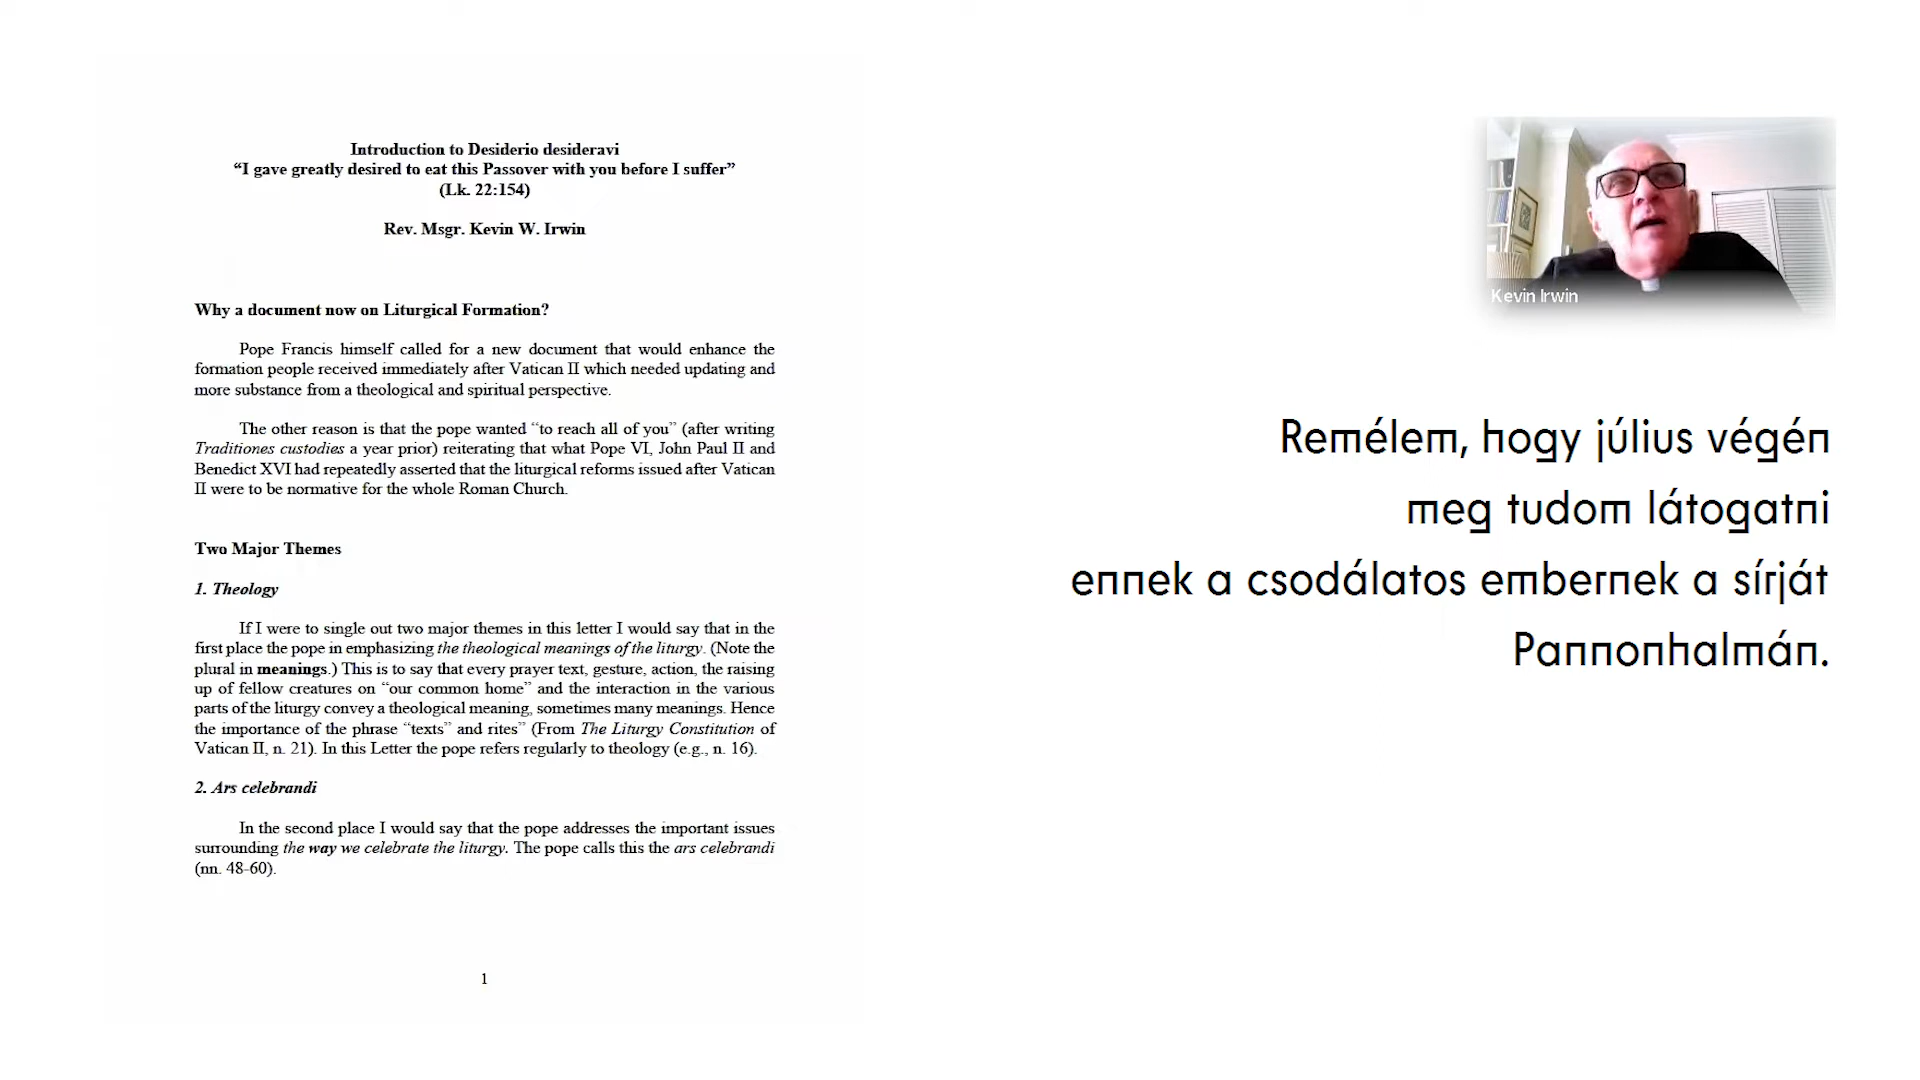 Introduction to Desiderio desideravi
“I gave greatly desired to eat this Passover with you before I suffer”
(Lk. 22:154)
Rev. Msgr. Kevin W. Irwin
Why a document now on Liturgical Formation?
Pope Francis himself called for a new document that would enhance the
formation people received immediately after Vatican II which needed updating and
more substance from a theological and spiritual perspective.
The other reason is that the pope wanted “to reach all of you” (after writing
Traditiones custodies a year prior) reiterating that what Pope VI, John Paul II and
Benedict XVI had repeatedly asserted that the liturgical reforms issued after Vatican
II were to be normative for the whole Roman Church.
Two Major Themes
1. Theology
If I were to single out two major themes in this letter I would say that in the
first place the pope in emphasizing the theological meanings of the liturgy. (Note the
plural in meanings.) This is to say that every prayer text, gesture, action, the raising
up of fellow creatures on “our common home” and the interaction in the various
parts of the liturgy convey a theological meaning, sometimes many meanings. Hence
the importance of the phrase “texts” and rites” (From The Liturgy Constitution of
Vatican II, n. 21). In this Letter the pope refers regularly to theology (e.g., n. 16).
2. Ars celebrandi
In the second place I would say that the pope addresses the important issues
surrounding the way we celebrate the liturgy. The pope calls this the ars celebrandi
(nn. 48-60).
1
Kevin Irwin
Remélem, hogy július végén
meg tudom látogatni
ennek a csodálatos embernek a sírját
Pannonhalmán.